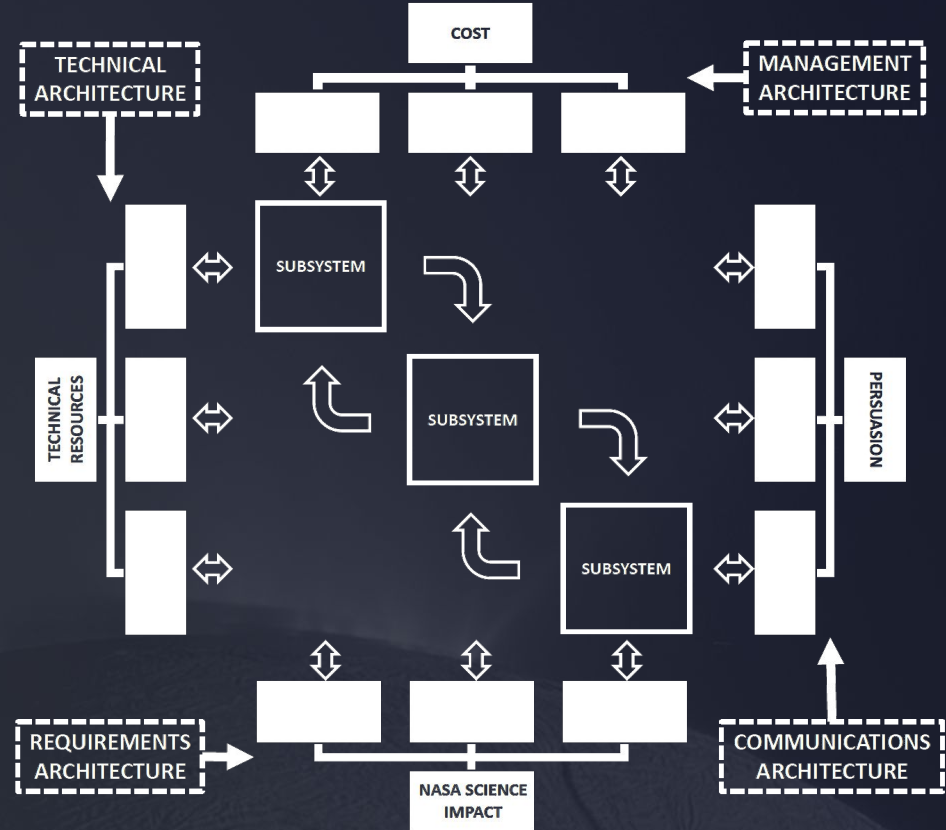 COST
TECHNICAL
ARCHITECTURE
MANAGEMENT
ARCHITECTURE
SUBSYSTEM
TECHNICAL
RESOURCES
SUBSYSTEM
PERSUASION
SUBSYSTEM
REQUIREMENTS
ARCHITECTURE
NASA SCIENCE
IMPACT
COMMUNICATIONS
ARCHITECTURE